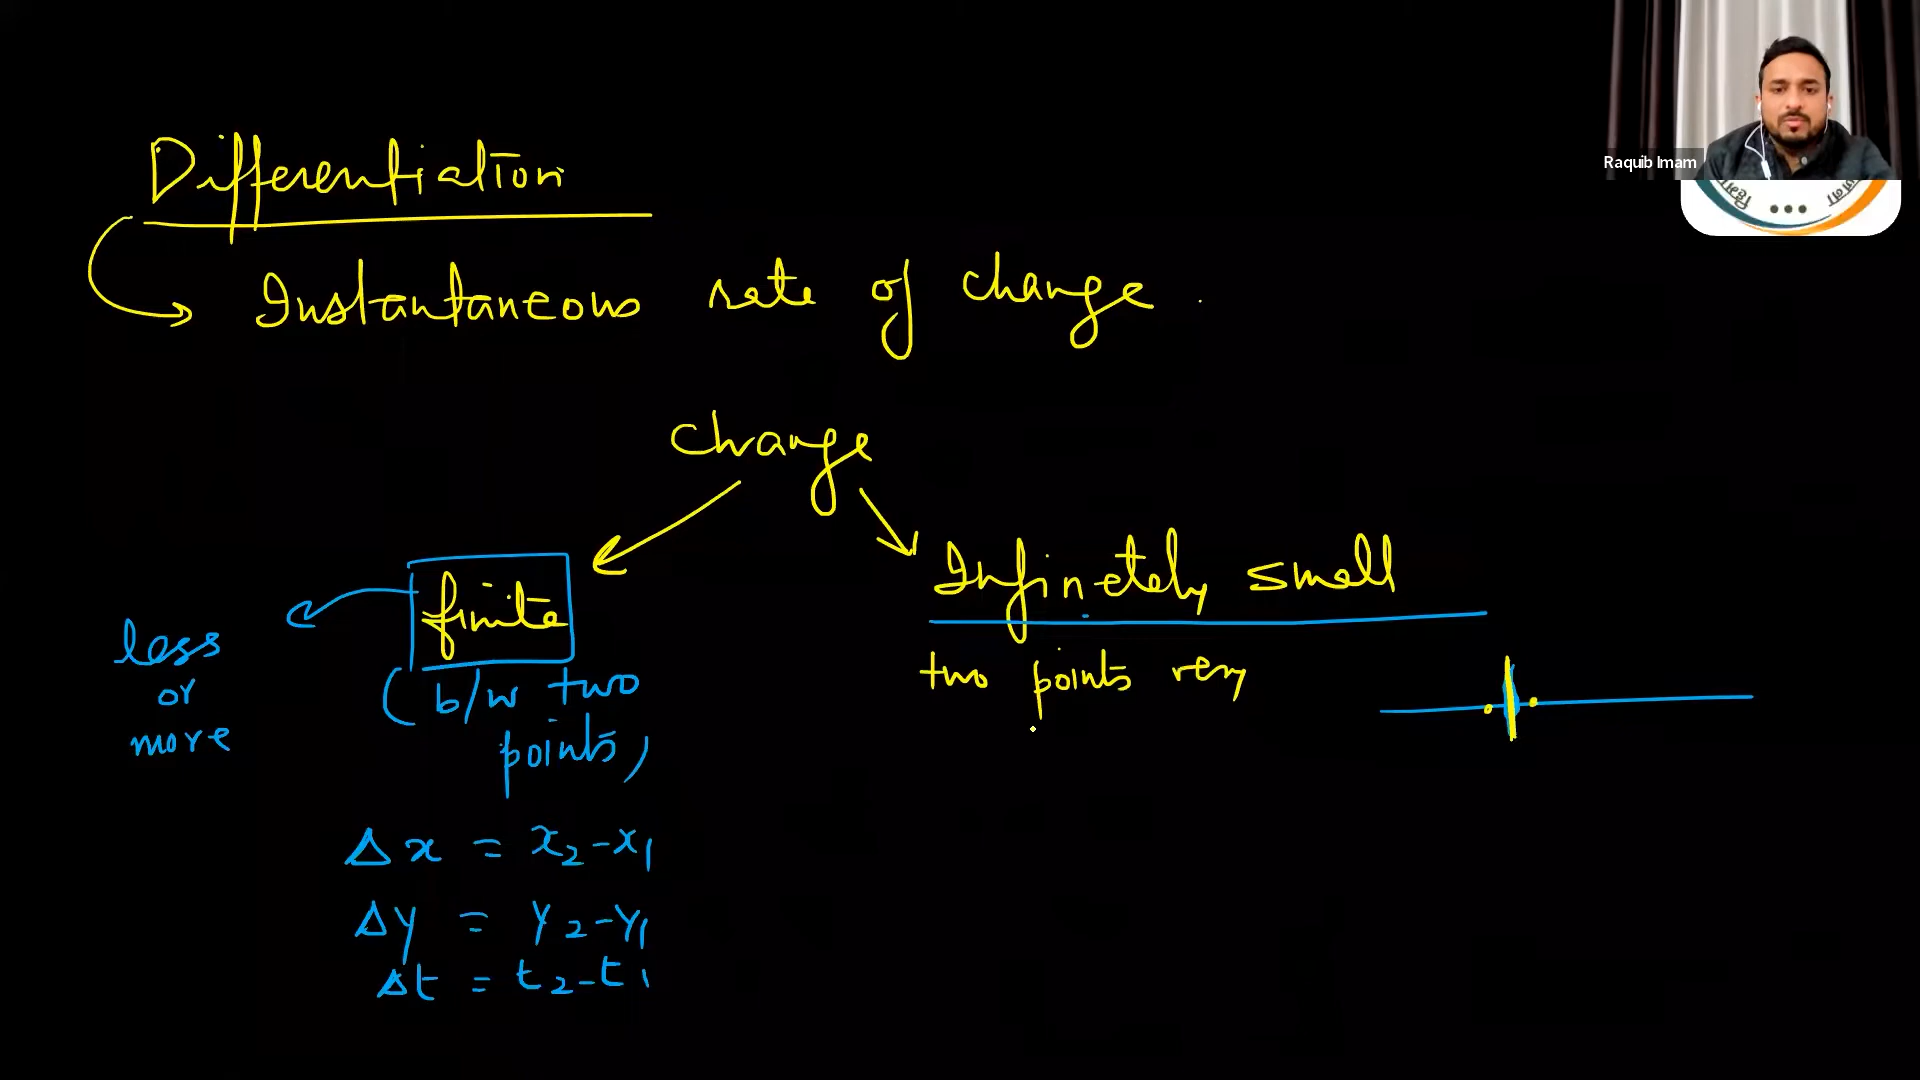 Raquib Imam
Differentiation
Instantaneous rate of change.
Change
finite
Infinetely small
less
or
more
( b/w two
points)
two points very
Δx = x₂-x₁
Δy = y₂-y₁
Δt = t₂-t₁